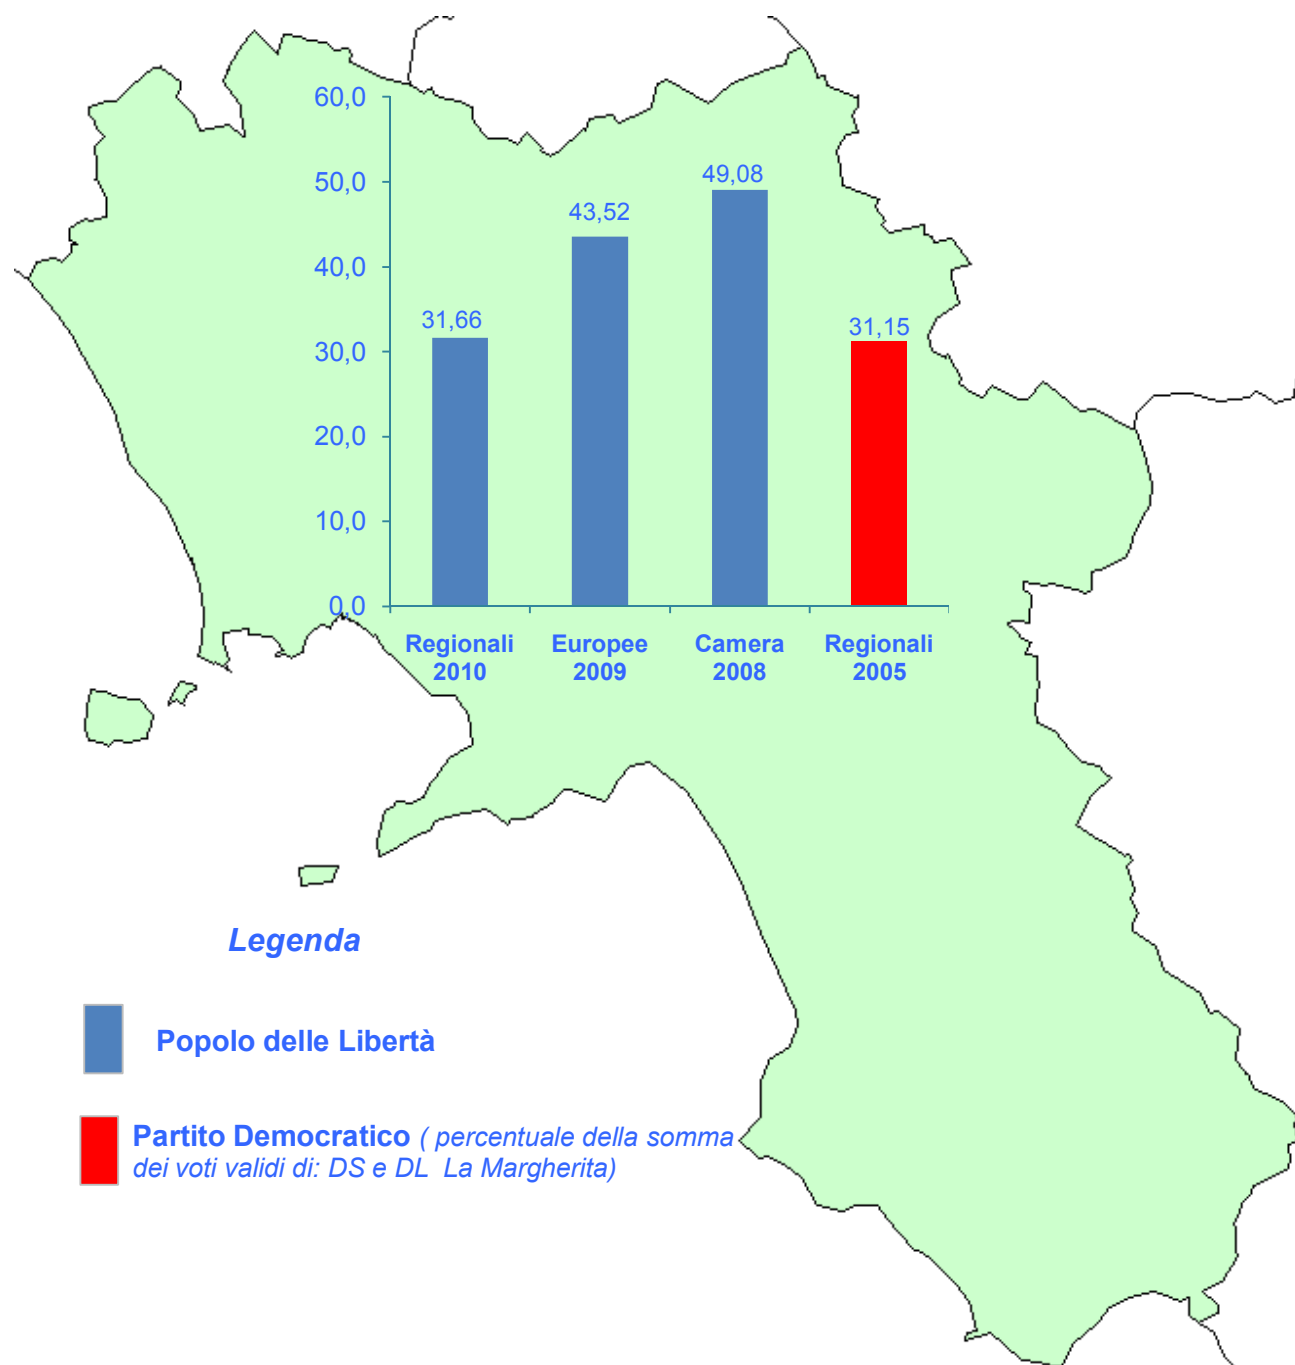 60,0
50,0
40,0
30,0
20,0
10,0
0,0
31,66
43,52
49,08
31,15
Regionali 2010
Europee 2009
Camera 2008
Regionali 2005
Legenda
Popolo delle Libertà
Partito Democratico ( percentuale della somma
dei voti validi di: DS e DL La Margherita)